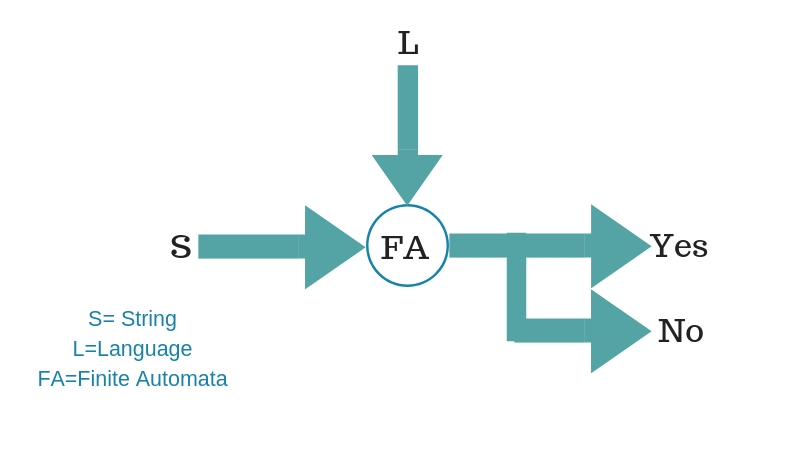 L
S
FA
Yes
No
S= String
L=Language
FA=Finite Automata